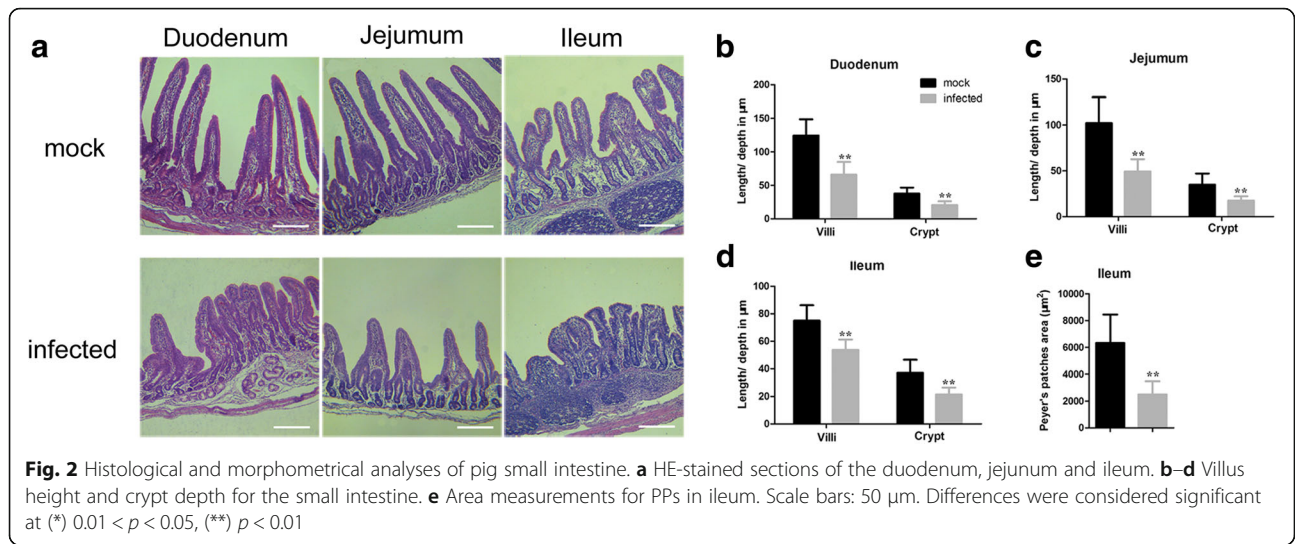 a
Duodenum Jejumum Ileum
mock
infected
b
Duodenum
Length/ depth in µm
150
100
50
0
Villi Crypt
mock
infected
**
**
c
Jejumum
Length/ depth in µm
150
100
50
0
Villi Crypt
**
**
d
Ileum
Length/ depth in µm
80
60
40
20
0
Villi Crypt
**
**
e
Ileum
Peyer's patches area (µm²)
10000
8000
6000
4000
2000
0
**
Fig. 2 Histological and morphometrical analyses of pig small intestine. a HE-stained sections of the duodenum, jejunum and ileum. b–d Villus
height and crypt depth for the small intestine. e Area measurements for PPs in ileum. Scale bars: 50 µm. Differences were considered significant
at (*) 0.01 < p < 0.05, (**) p < 0.01